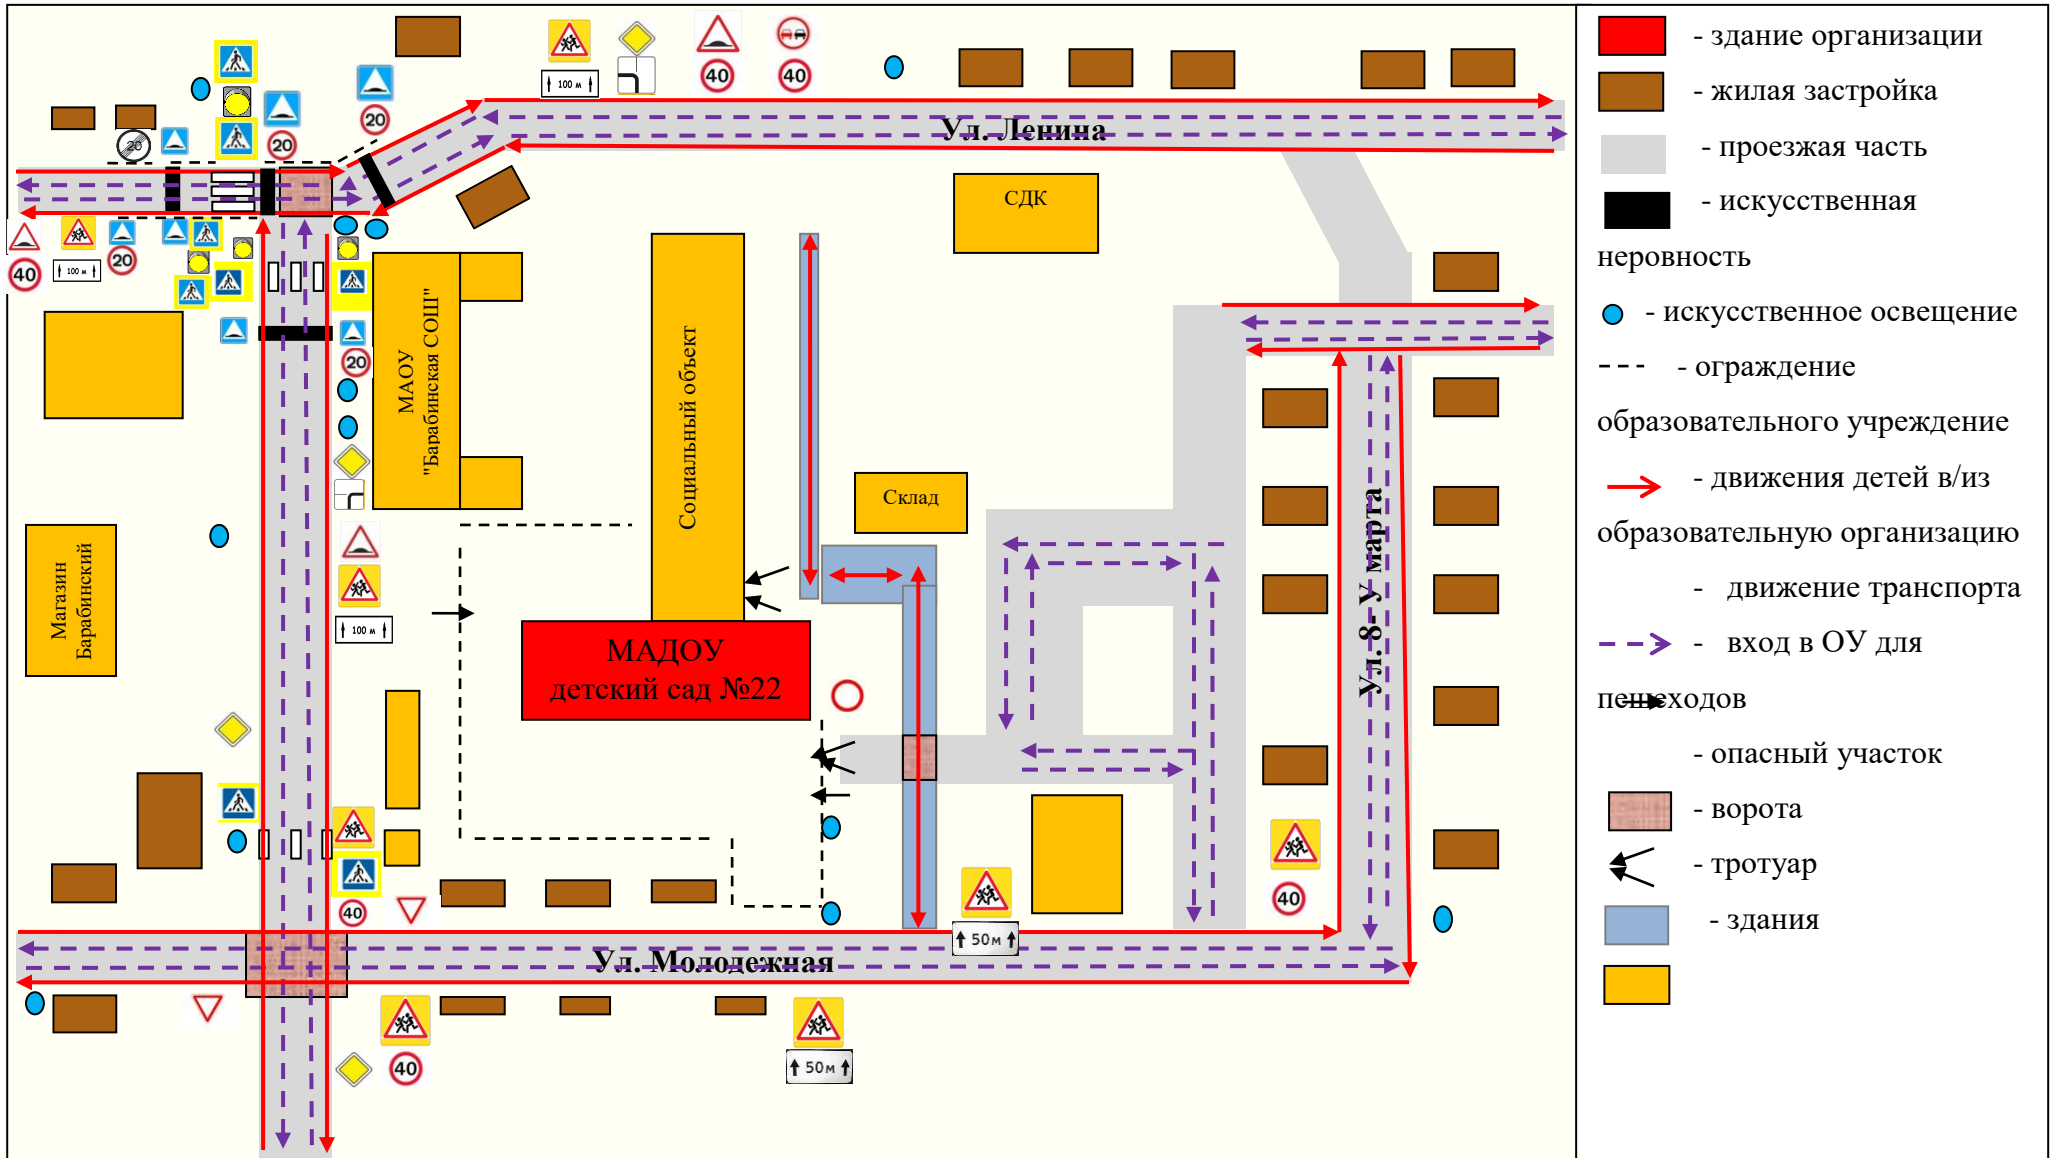 100 м
40
40
20
20
20
Ул. Ленина
СДК
40
100 м
20
20
МАОУ
"Барабинская СОШ"
Социальный объект
Склад
Магазин
Барабинский
100 м
МАДОУ
детский сад №22
Ул. 8- У марта
40
40
50м
Ул. Молодежная
40
50м
- здание организации
- жилая застройка
- проезжая часть
- искусственная
неровность
- искусственное освещение
- ограждение
образовательного учреждение
- движения детей в/из
образовательную организацию
- движение транспорта
- вход в ОУ для
пешеходов
- опасный участок
- ворота
- тротуар
- здания